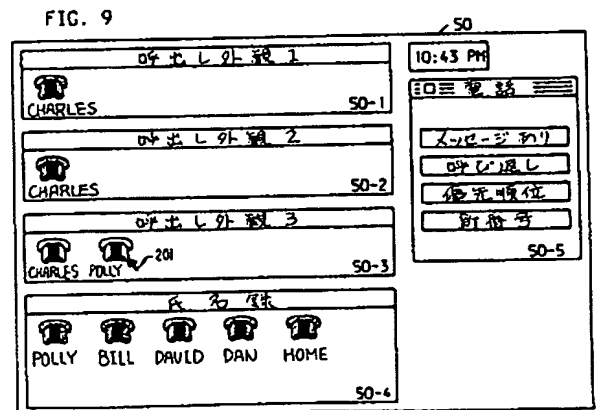 FIG. 9
50
呼出し外観 1
CHARLES
50-1
呼出し外観 2
CHARLES
50-2
呼出し外観 3
CHARLES POLLY
201
50-3
氏名録
POLLY BILL DAVID DAN HOME
50-4
10:43 PM
電話
メッセージあり
呼び返し
優先順位
新番号
50-5